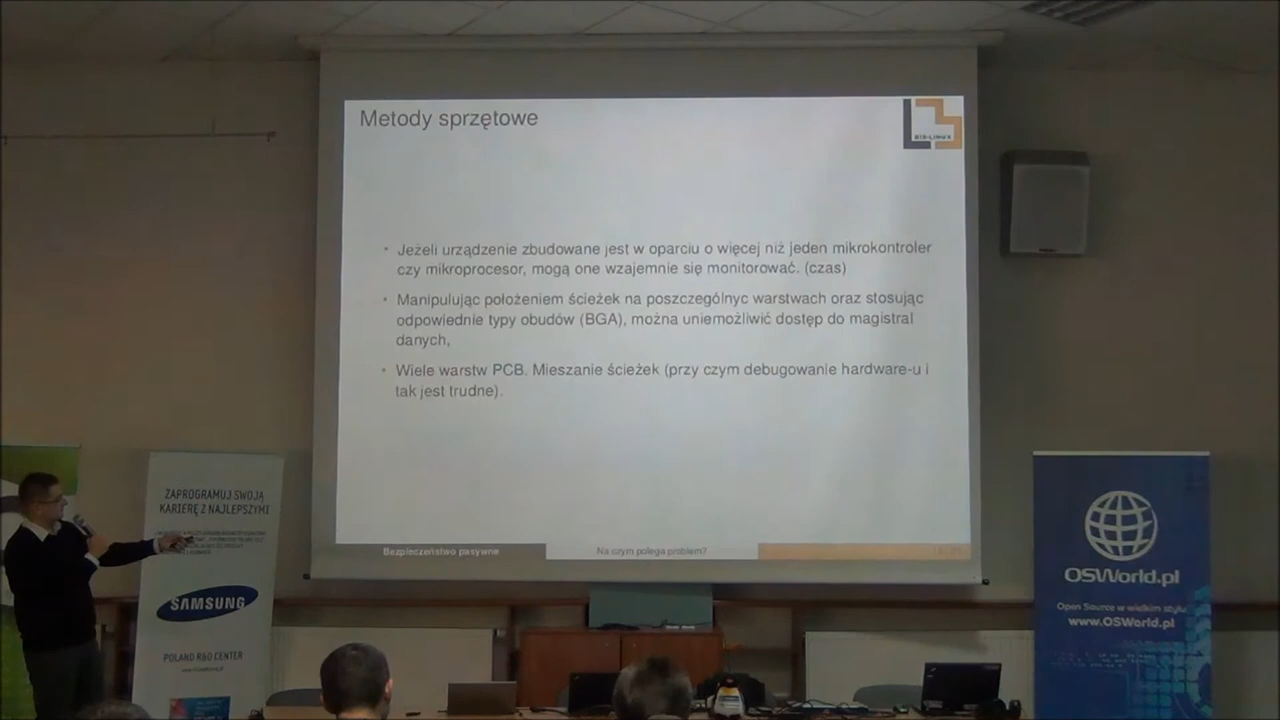 Metody sprzętowe
BIS-LINUX
Jeżeli urządzenie zbudowane jest w oparciu o więcej niż jeden mikrokontroler
czy mikroprocesor, mogą one wzajemnie się monitorować. (czas)
Manipulując położeniem ścieżek na poszczególnyc warstwach oraz stosując
odpowiednie typy obudów (BGA), można uniemożliwić dostęp do magistral
danych,
Wiele warstw PCB. Mieszanie ścieżek (przy czym debugowanie hardware-u i
tak jest trudne).
Bezpieczeństwo pasywne
Na czym polega problem?
ZAPROGRAMUJ SWOJĄ
KARIERĘ Z NAJLEPSZYMI
SAMSUNG
POLAND R&D CENTER
OSWorld.pl
Open Source w wielkim stylu
www.OSWorld.pl